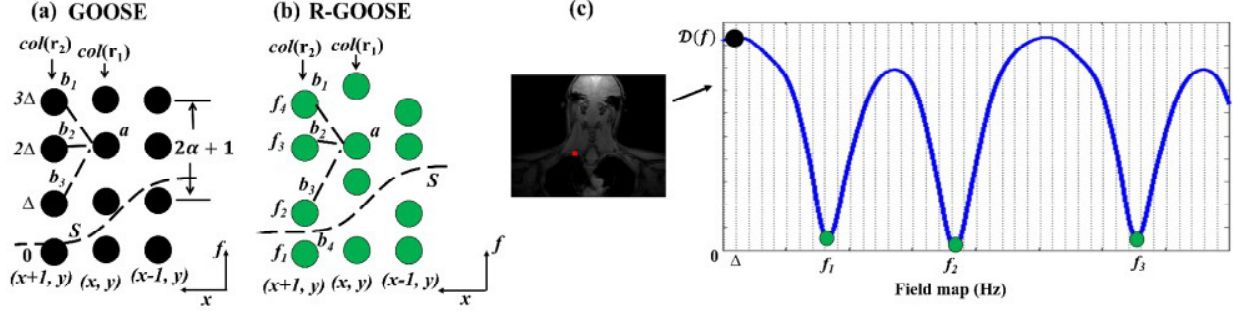 (a) GOOSE
col(r₂)
col(r₁)
b₁
3Δ
b₂
a
2Δ
2α + 1
b₃
Δ
S
0
f
(x+1, y)
(x, y)
(x-1, y)
x
(b) R-GOOSE
col(r₂)
col(r₁)
b₁
f₄
b₂
a
f₃
b₃
S
f₂
b₄
f₁
f
(x+1, y)
(x, y)
(x-1, y)
x
(c)
𝒟(f)
0
Δ
f₁
f₂
f₃
Field map (Hz)